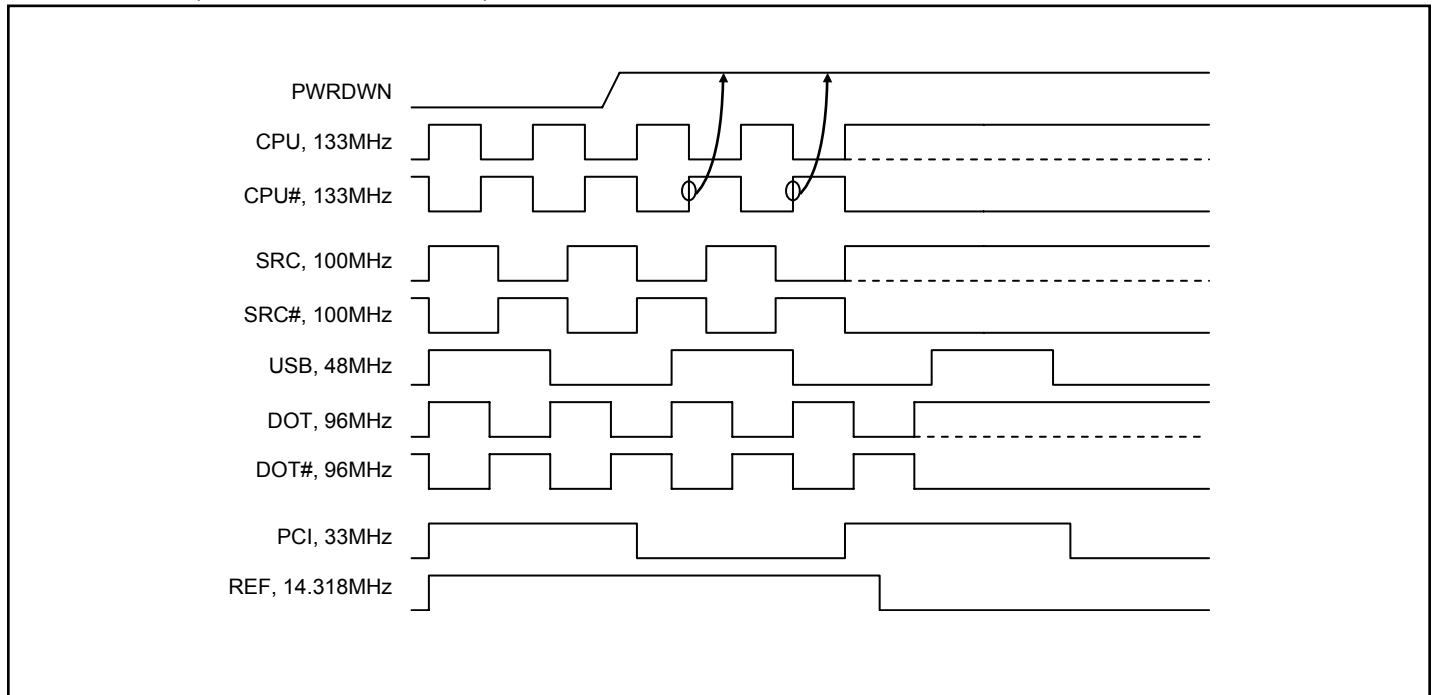 PWRDWN
CPU, 133MHz
CPU#, 133MHz
SRC, 100MHz
SRC#, 100MHz
USB, 48MHz
DOT, 96MHz
DOT#, 96MHz
PCI, 33MHz
REF, 14.318MHz